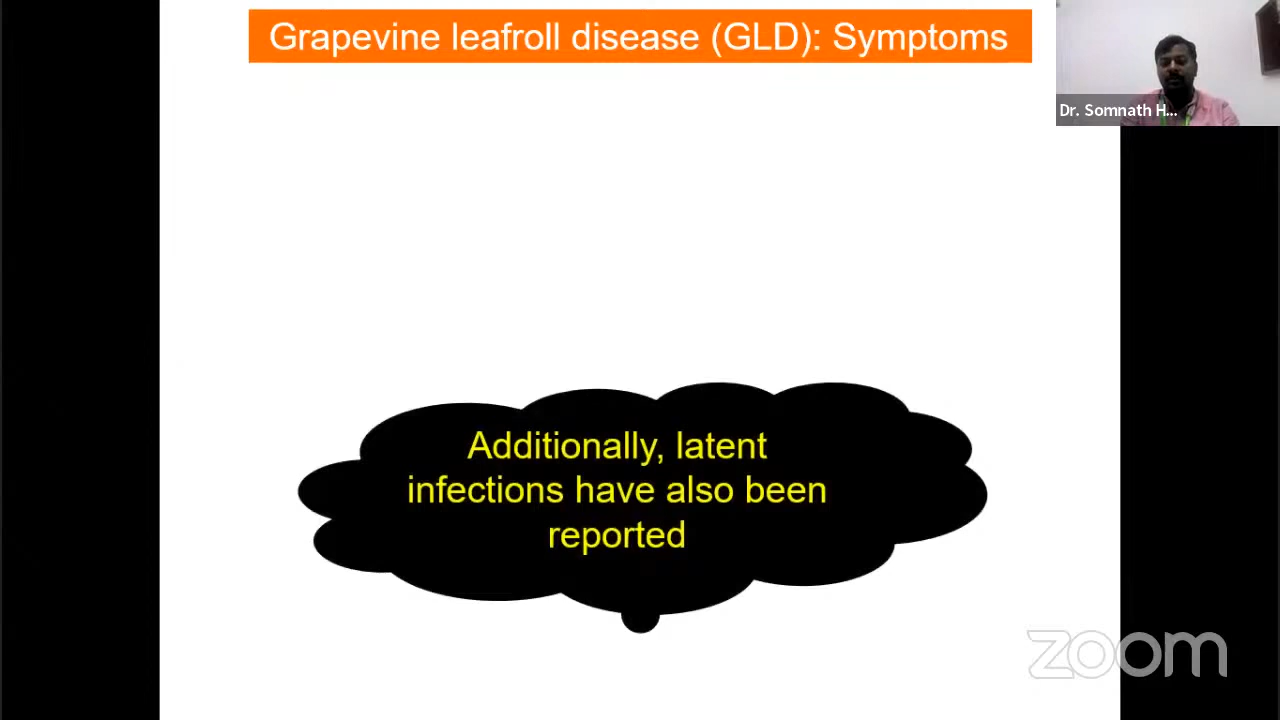 Grapevine leafroll disease (GLD): Symptoms
Dr. Somnath H...
Additionally, latent
infections have also been
reported
zoom